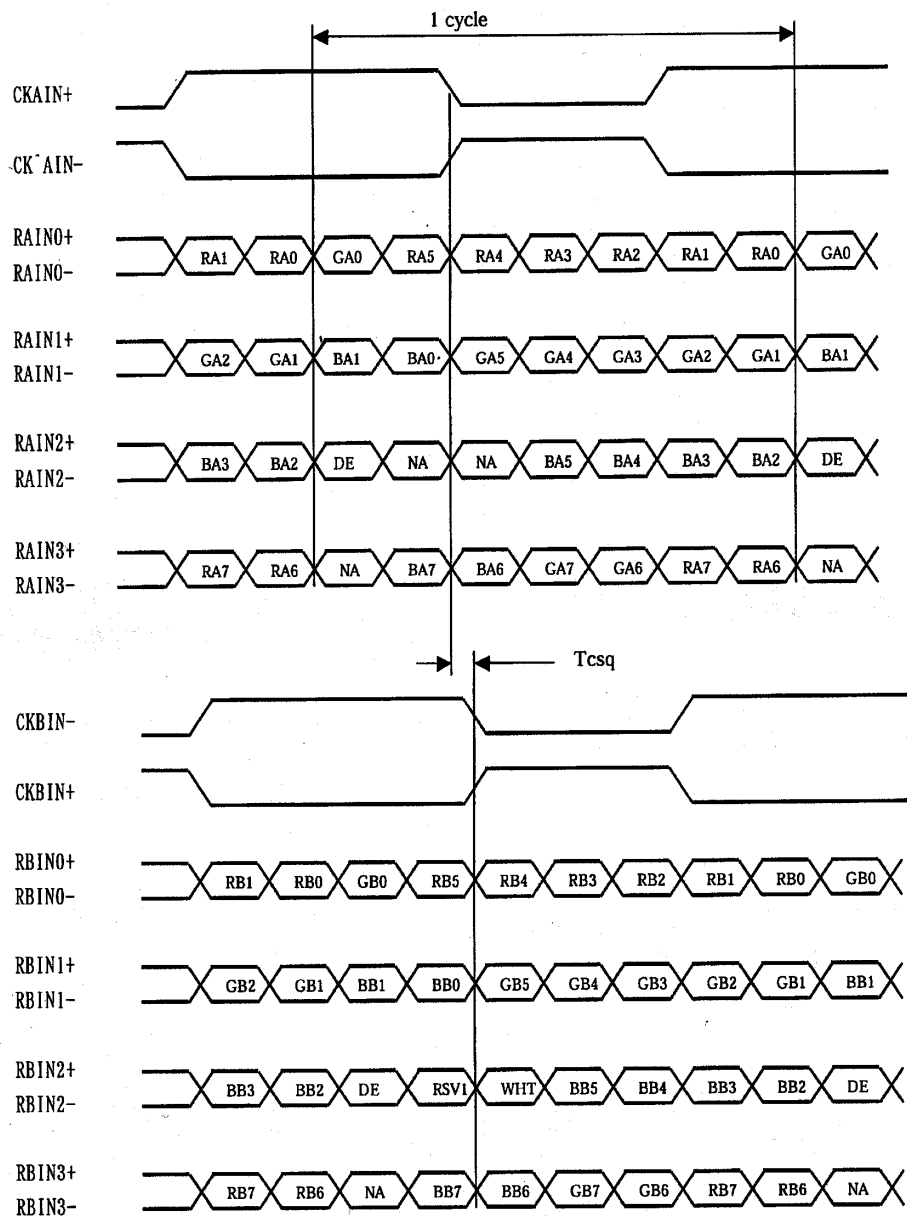 1 cycle
CKAIN+
CK AIN-
RAIN0+
RA1 RA0 GA0 RA5 RA4 RA3 RA2 RA1 RA0 GA0
RAIN0-
RAIN1+
GA2 GA1 BA1 BA0 GA5 GA4 GA3 GA2 GA1 BA1
RAIN1-
RAIN2+
BA3 BA2 DE NA NA BA5 BA4 BA3 BA2 DE
RAIN2-
RAIN3+
RA7 RA6 NA BA7 BA6 GA7 GA6 RA7 RA6 NA
RAIN3-
Tcsq
CKBIN-
CKBIN+
RBIN0+
RB1 RB0 GB0 RB5 RB4 RB3 RB2 RB1 RB0 GB0
RBIN0-
RBIN1+
GB2 GB1 BB1 BB0 GB5 GB4 GB3 GB2 GB1 BB1
RBIN1-
RBIN2+
BB3 BB2 DE RSV1 WHT BB5 BB4 BB3 BB2 DE
RBIN2-
RBIN3+
RB7 RB6 NA BB7 BB6 GB7 GB6 RB7 RB6 NA
RBIN3-